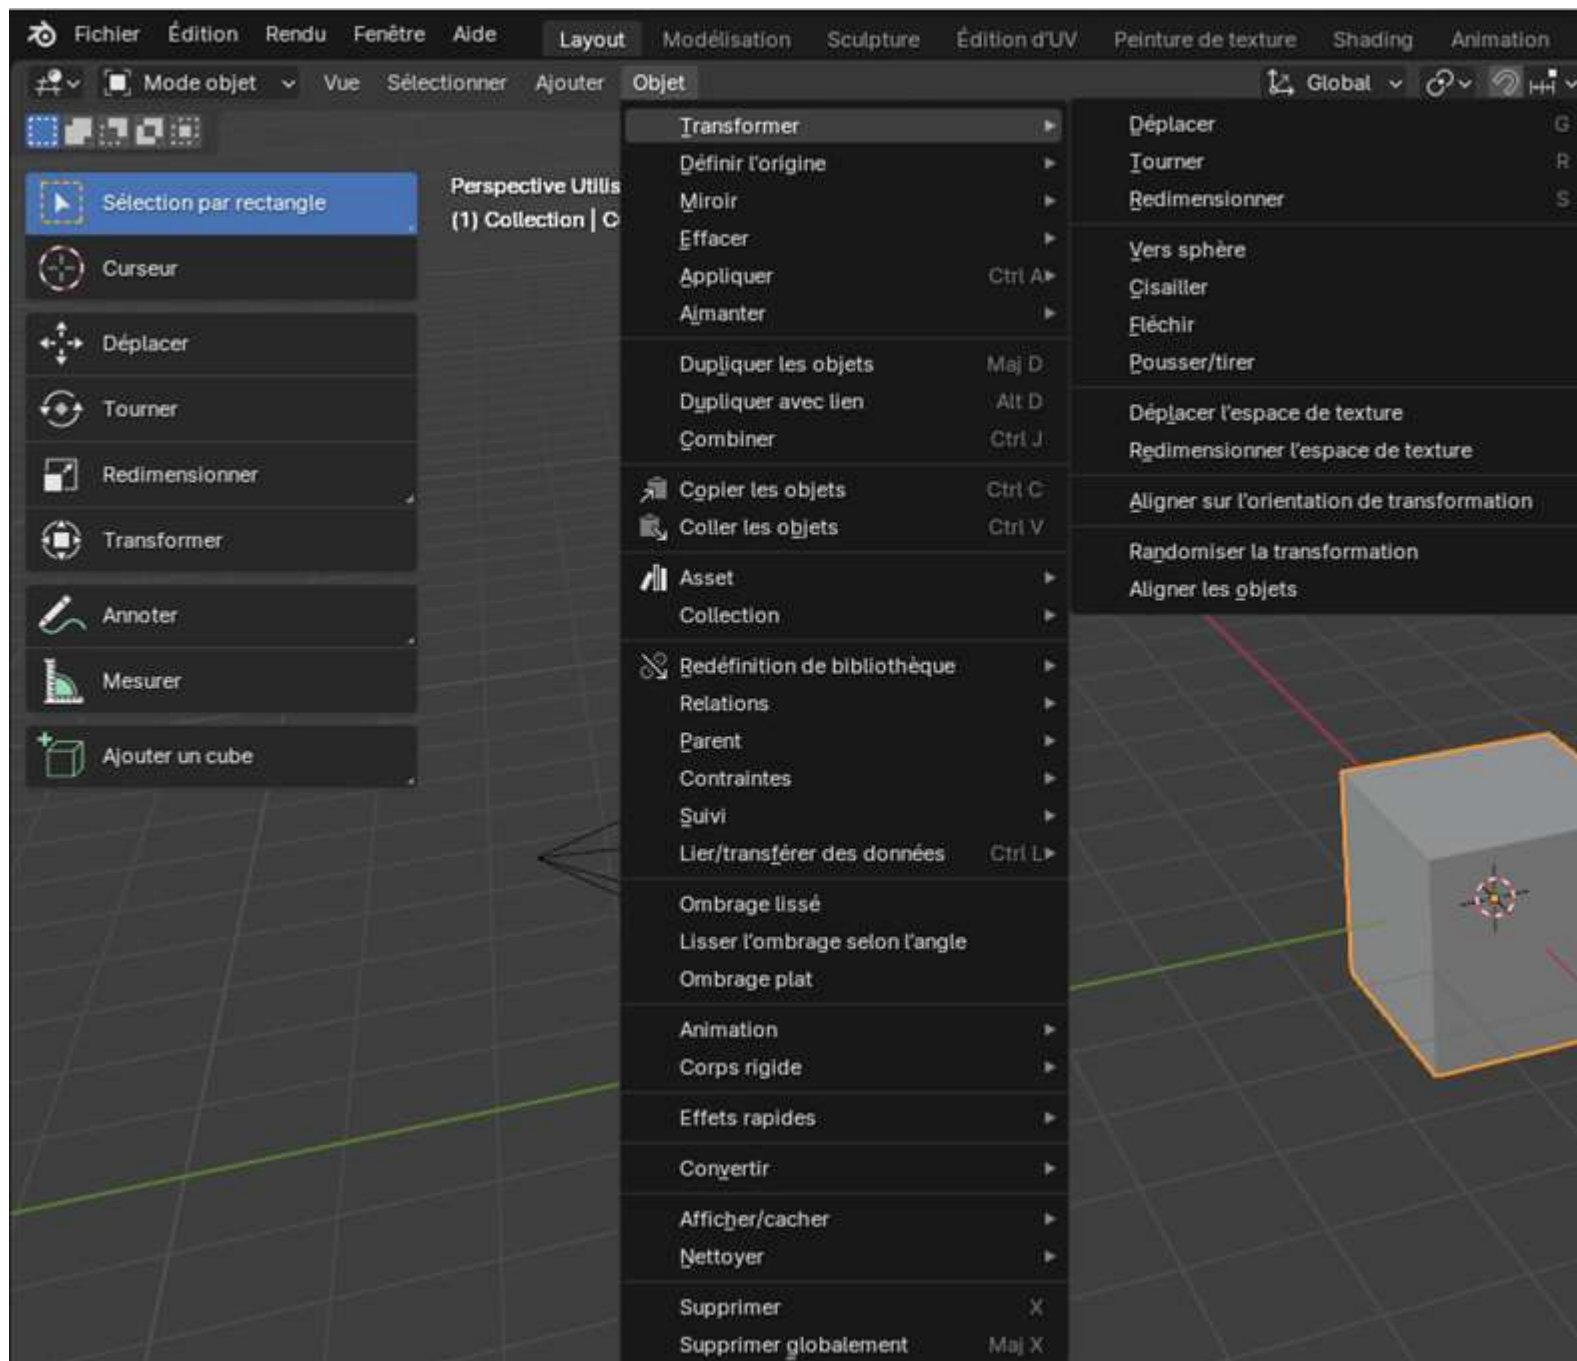 Fichier Édition Rendu Fenêtre Aide Layout Modélisation Sculpture Édition d'UV Peinture de texture Shading Animation
Mode objet Vue Sélectionner Ajouter Objet Global
Sélection par rectangle
Curseur
Déplacer
Tourner
Redimensionner
Transformer
Annoter
Mesurer
Ajouter un cube
Perspective
(1) Collection |
Transformer
Définir l'origine
Miroir
Effacer
Appliquer Ctrl A
Aimanter
Dupliquer les objets Maj D
Dupliquer avec lien Alt D
Combiner Ctrl J
Copier les objets Ctrl C
Coller les objets Ctrl V
Asset
Collection
Redéfinition de bibliothèque
Relations
Parent
Contraintes
Suivi
Lier/transférer des données Ctrl L
Ombrage lissé
Lisser l'ombrage selon l'angle
Ombrage plat
Animation
Corps rigide
Effets rapides
Convertir
Afficher/cacher
Nettoyer
Supprimer X
Supprimer globalement Maj X
Déplacer G
Tourner R
Redimensionner S
Vers sphère
Cisailler
Fléchir
Pousser/tirer
Déplacer l'espace de texture
Redimensionner l'espace de texture
Aligner sur l'orientation de transformation
Randomiser la transformation
Aligner les objets